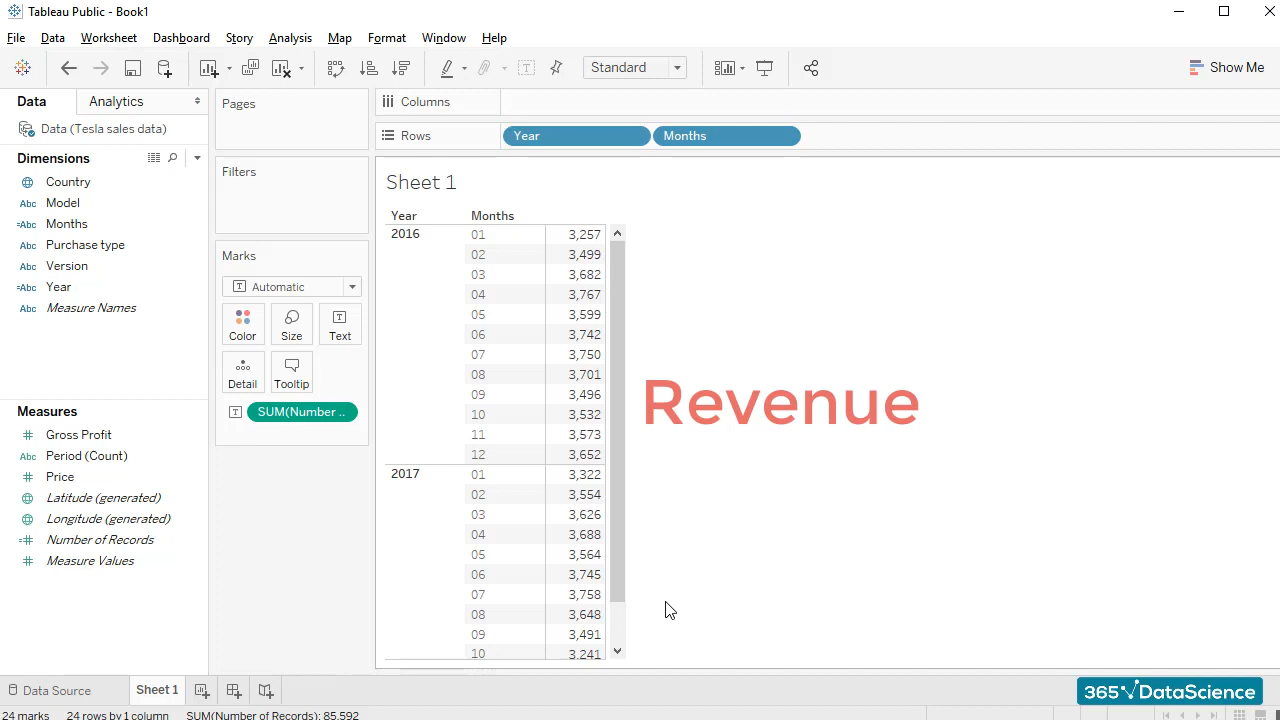 Tableau Public - Book1
File Data Worksheet Dashboard Story Analysis Map Format Window Help
Standard
Show Me
Data Analytics
Data (Tesla sales data)
Dimensions
Country
Abc Model
=Abc Months
Abc Purchase type
Abc Version
=Abc Year
Abc Measure Names
Measures
# Gross Profit
Abc Period (Count)
# Price
Latitude (generated)
Longitude (generated)
=# Number of Records
# Measure Values
Pages
Filters
Marks
T Automatic
Color Size Text
Detail Tooltip
T SUM(Number ..
Columns
Rows Year Months
Sheet 1
Year Months
2016 01 3,257
02 3,499
03 3,682
04 3,767
05 3,599
06 3,742
07 3,750
08 3,701
09 3,496
10 3,532
11 3,573
12 3,652
2017 01 3,322
02 3,554
03 3,626
04 3,688
05 3,564
06 3,745
07 3,758
08 3,648
09 3,491
10 3,241
Revenue
Data Source Sheet 1
365 DataScience
24 marks 24 rows by 1 column SUM(Number of Records): 85,592